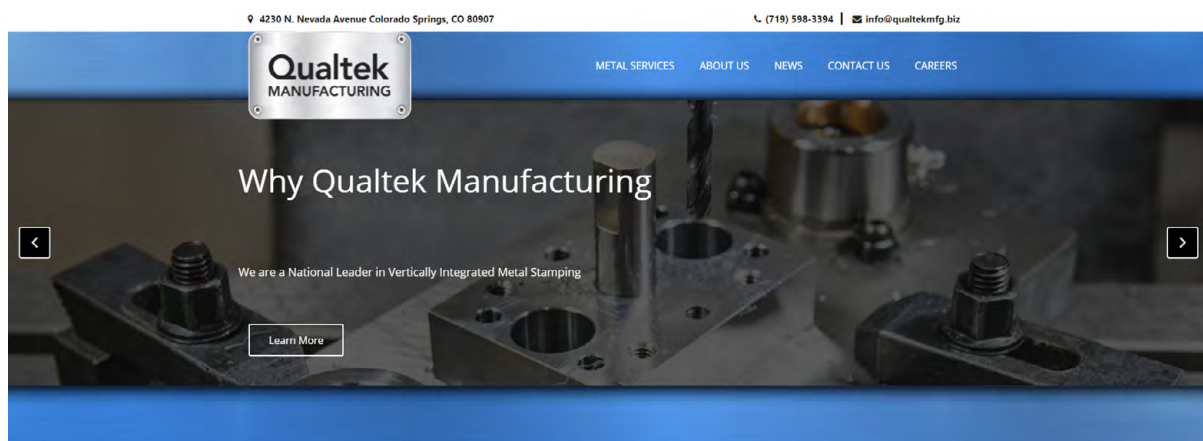 4230 N. Nevada Avenue Colorado Springs, CO 80907
(719) 598-3394 | info@qualtekmfg.biz
Qualtek
MANUFACTURING
METAL SERVICES ABOUT US NEWS CONTACT US CAREERS
Why Qualtek Manufacturing
We are a National Leader in Vertically Integrated Metal Stamping
Learn More